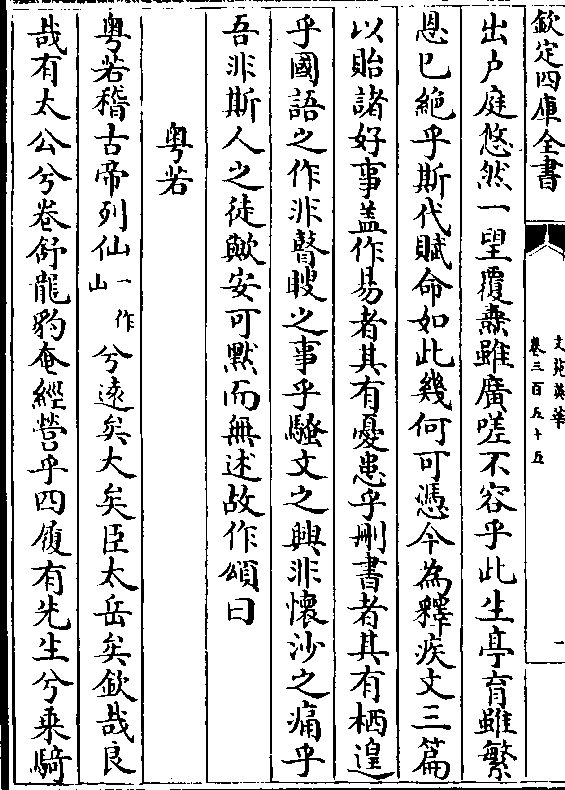 欽定四庫全書
文苑英華
卷三百五十五
一
出户庭悠然一望覆燾雖廣嗟不容乎此生亭育雖繁
恩已絶乎斯代賦命如此幾何可憑今為釋疾文三篇
以貽諸好事盖作易者其有憂患乎刪書者其有栖遑
乎國語之作非瞽瞍之事乎騷文之興非懷沙之痛乎
吾非斯人之徒歟安可默而無述故作頌曰
粤若
粤若稽古帝列仙一作山兮遠矣大矣臣太岳矣欽哉良
哉有太公兮卷舒龍豹奄經營乎四履有先生兮乗騎